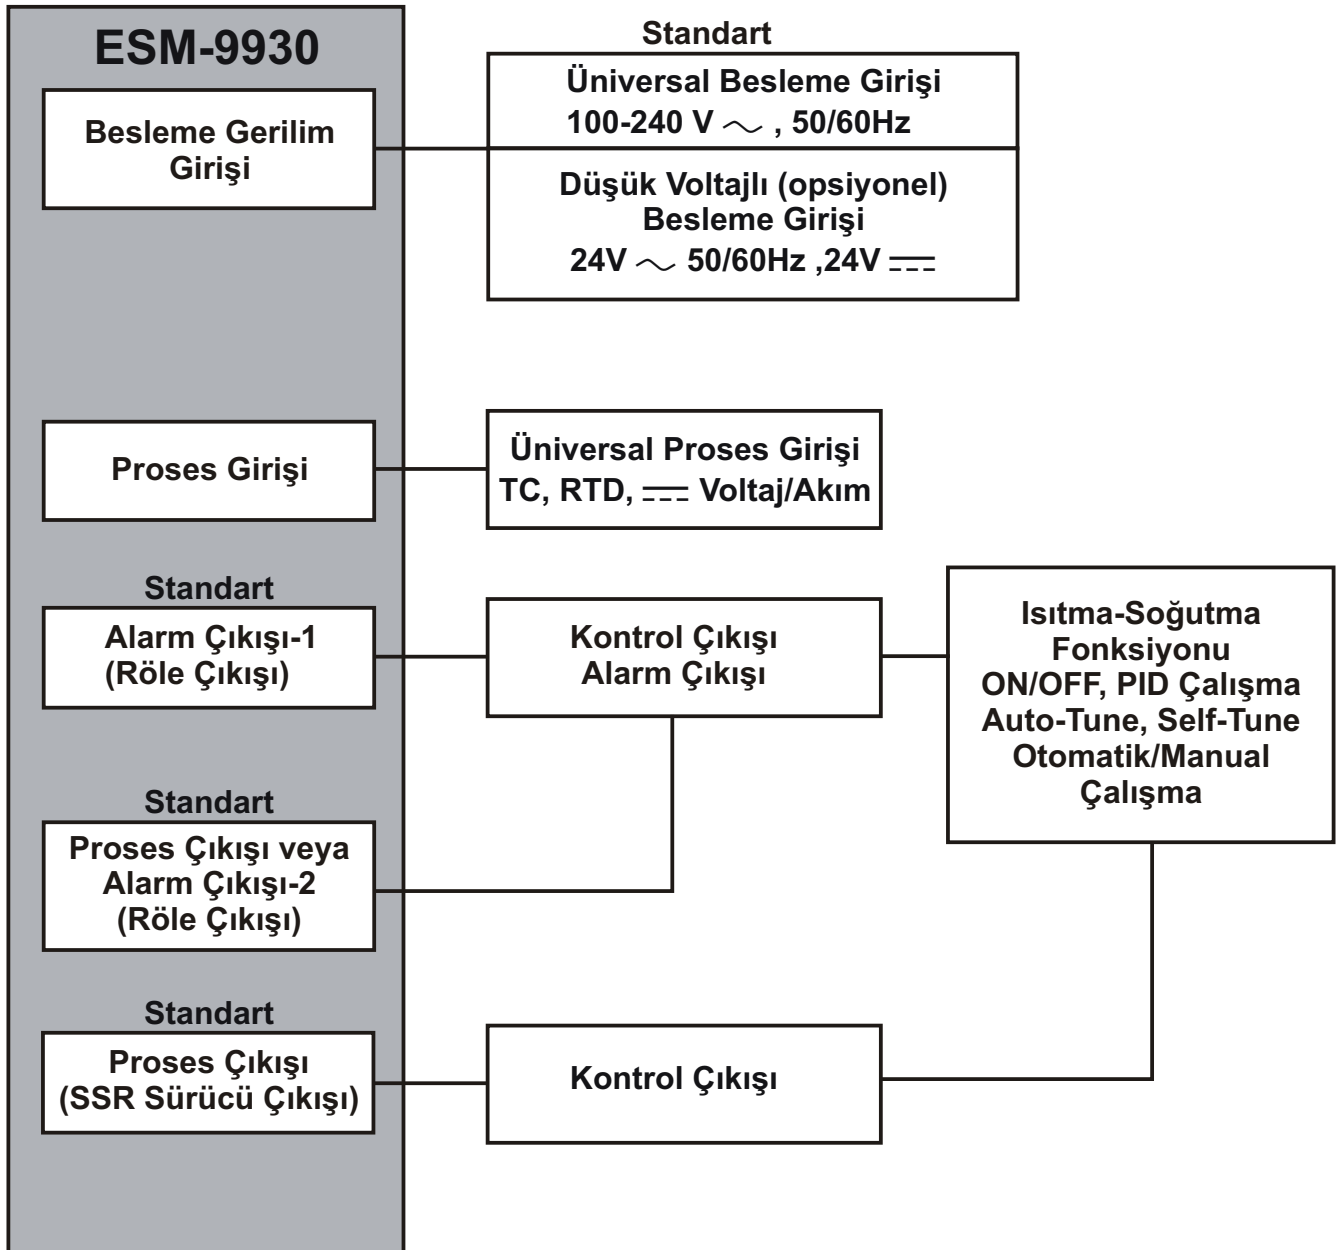 ESM-9930
Besleme Gerilim
Girişi
Standart
Üniversal Besleme Girişi
100-240 V ～ , 50/60Hz
Düşük Voltajlı (opsiyonel)
Besleme Girişi
24V ～ 50/60Hz ,24V ⎓
Proses Girişi
Üniversal Proses Girişi
TC, RTD, ⎓ Voltaj/Akım
Standart
Alarm Çıkışı-1
(Röle Çıkışı)
Kontrol Çıkışı
Alarm Çıkışı
Isıtma-Soğutma
Fonksiyonu
ON/OFF, PID Çalışma
Auto-Tune, Self-Tune
Otomatik/Manual
Çalışma
Standart
Proses Çıkışı veya
Alarm Çıkışı-2
(Röle Çıkışı)
Standart
Proses Çıkışı
(SSR Sürücü Çıkışı)
Kontrol Çıkışı